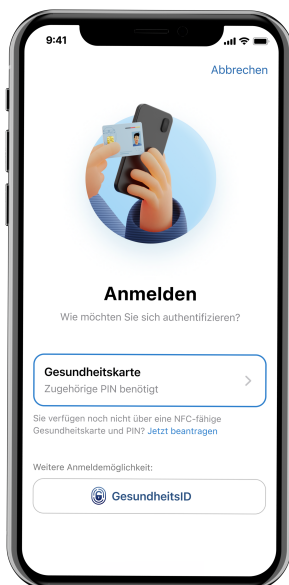 9:41
Abbrechen
Anmelden
Wie möchten Sie sich authentifizieren?
Gesundheitskarte
Zugehörige PIN benötigt
Sie verfügen noch nicht über eine NFC-fähige
Gesundheitskarte und PIN? Jetzt beantragen
Weitere Anmeldemöglichkeit:
GesundheitsID